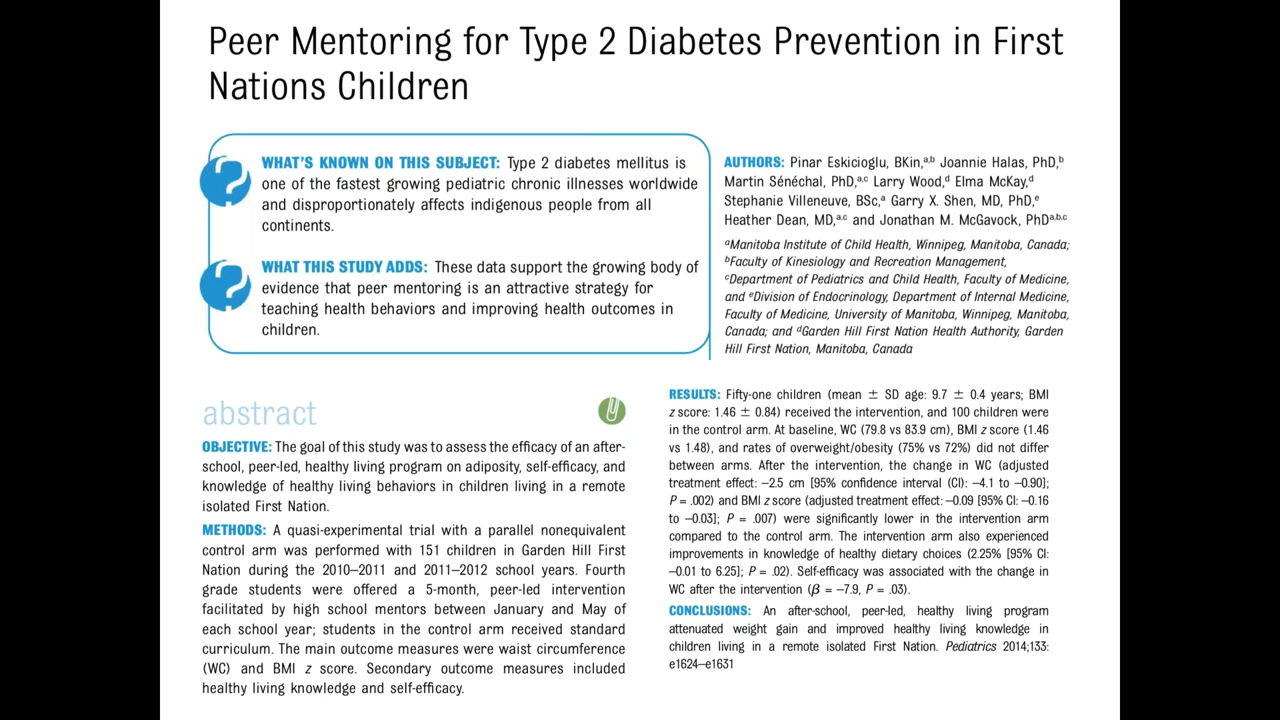 Peer Mentoring for Type 2 Diabetes Prevention in First
Nations Children
WHAT'S KNOWN ON THIS SUBJECT: Type 2 diabetes mellitus is
one of the fastest growing pediatric chronic illnesses worldwide
and disproportionately affects indigenous people from all
continents.
WHAT THIS STUDY ADDS: These data support the growing body of
evidence that peer mentoring is an attractive strategy for
teaching health behaviors and improving health outcomes in
children.
AUTHORS: Pinar Eskicioglu, BKin,a,b Joannie Halas, PhD,b
Martin Sénéchal, PhD,a,c Larry Wood,d Elma McKay,d
Stephanie Villeneuve, BSc,a Garry X. Shen, MD, PhD,e
Heather Dean, MD,a,c and Jonathan M. McGavock, PhDa,b,c
aManitoba Institute of Child Health, Winnipeg, Manitoba, Canada;
bFaculty of Kinesiology and Recreation Management,
cDepartment of Pediatrics and Child Health, Faculty of Medicine,
and eDivision of Endocrinology, Department of Internal Medicine,
Faculty of Medicine, University of Manitoba, Winnipeg, Manitoba,
Canada; and dGarden Hill First Nation Health Authority, Garden
Hill First Nation, Manitoba, Canada
abstract
OBJECTIVE: The goal of this study was to assess the efficacy of an after-
school, peer-led, healthy living program on adiposity, self-efficacy, and
knowledge of healthy living behaviors in children living in a remote
isolated First Nation.
METHODS: A quasi-experimental trial with a parallel nonequivalent
control arm was performed with 151 children in Garden Hill First
Nation during the 2010–2011 and 2011–2012 school years. Fourth
grade students were offered a 5-month, peer-led intervention
facilitated by high school mentors between January and May of
each school year; students in the control arm received standard
curriculum. The main outcome measures were waist circumference
(WC) and BMI z score. Secondary outcome measures included
healthy living knowledge and self-efficacy.
RESULTS: Fifty-one children (mean ± SD age: 9.7 ± 0.4 years; BMI
z score: 1.46 ± 0.84) received the intervention, and 100 children were
in the control arm. At baseline, WC (79.8 vs 83.9 cm), BMI z score (1.46
vs 1.48), and rates of overweight/obesity (75% vs 72%) did not differ
between arms. After the intervention, the change in WC (adjusted
treatment effect: –2.5 cm [95% confidence interval (CI): –4.1 to –0.90];
P = .002) and BMI z score (adjusted treatment effect: –0.09 [95% CI: –0.16
to –0.03]; P = .007) were significantly lower in the intervention arm
compared to the control arm. The intervention arm also experienced
improvements in knowledge of healthy dietary choices (2.25% [95% CI:
–0.01 to 6.25]; P = .02). Self-efficacy was associated with the change in
WC after the intervention (β = –7.9, P = .03).
CONCLUSIONS: An after-school, peer-led, healthy living program
attenuated weight gain and improved healthy living knowledge in
children living in a remote isolated First Nation. Pediatrics 2014;133:
e1624–e1631